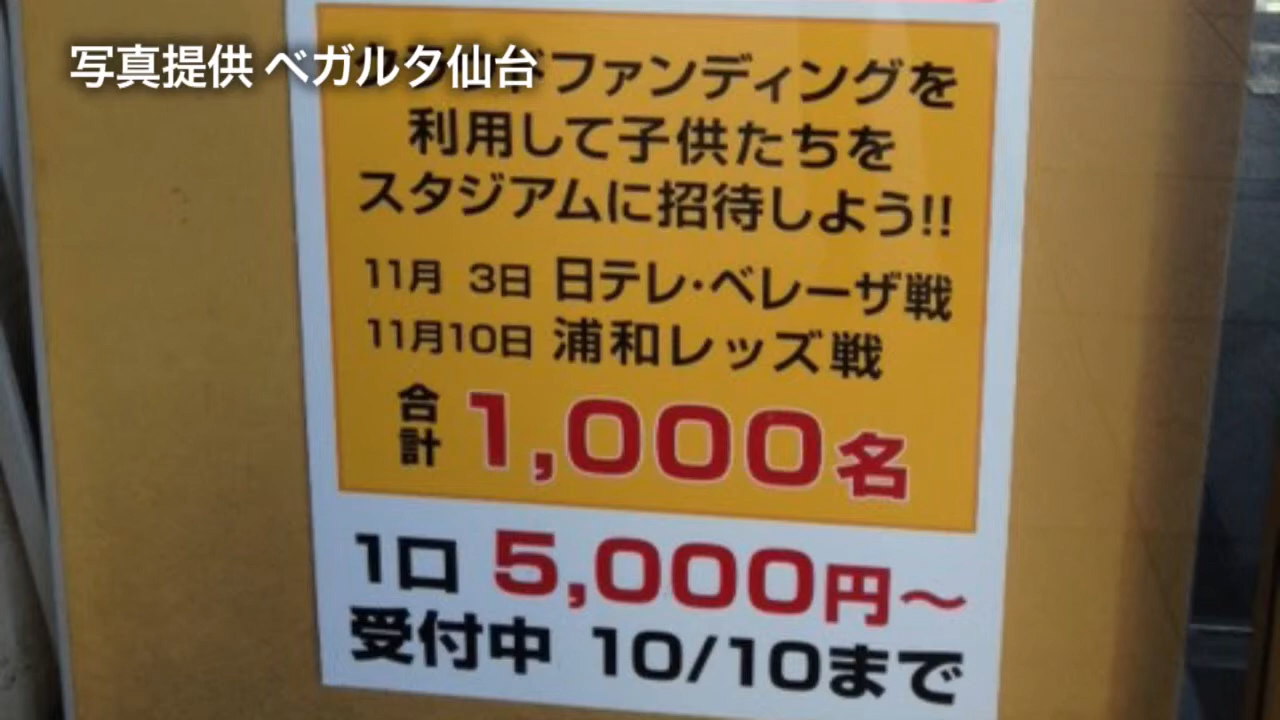 写真提供 ベガルタ仙台
ファンディングを
利用して子供たちを
スタジアムに招待しよう!!
11月 3日 日テレ・ベレーザ戦
11月10日 浦和レッズ戦
合計 1,000名
1口 5,000円～
受付中 10/10まで